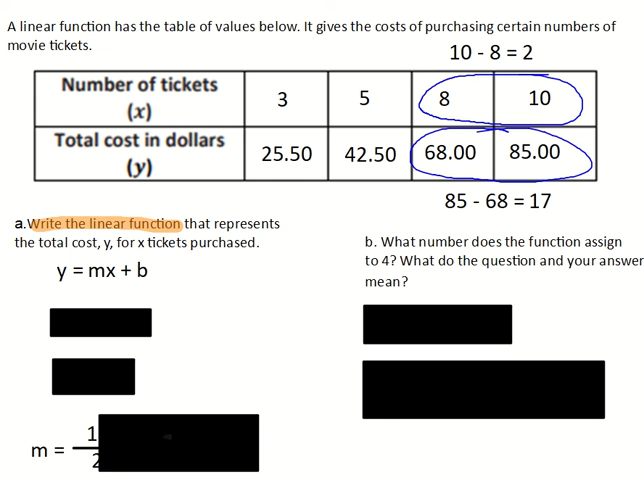 A linear function has the table of values below. It gives the costs of purchasing certain numbers of
movie tickets.
10 - 8 = 2
Number of tickets (x) 3 5 8 10
Total cost in dollars (y) 25.50 42.50 68.00 85.00
85 - 68 = 17
a.Write the linear function that represents
the total cost, y, for x tickets purchased.
y = mx + b
m = 1
2
b. What number does the function assign
to 4? What do the question and your answer
mean?